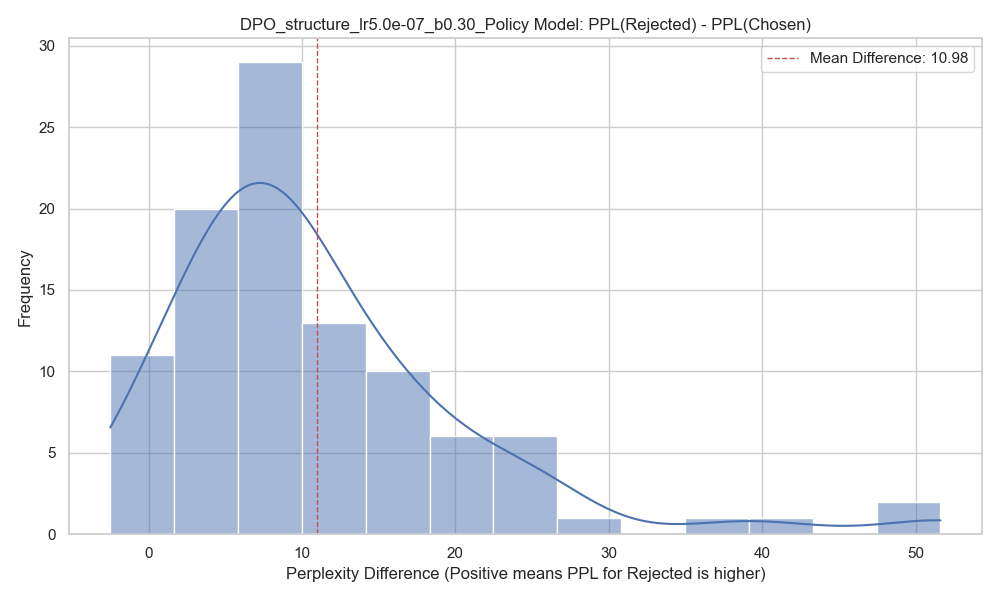 DPO_structure_lr5.0e-07_b0.30_Policy Model: PPL(Rejected) - PPL(Chosen)
Mean Difference: 10.98
30
25
20
15
10
5
0
Frequency
0 10 20 30 40 50
Perplexity Difference (Positive means PPL for Rejected is higher)